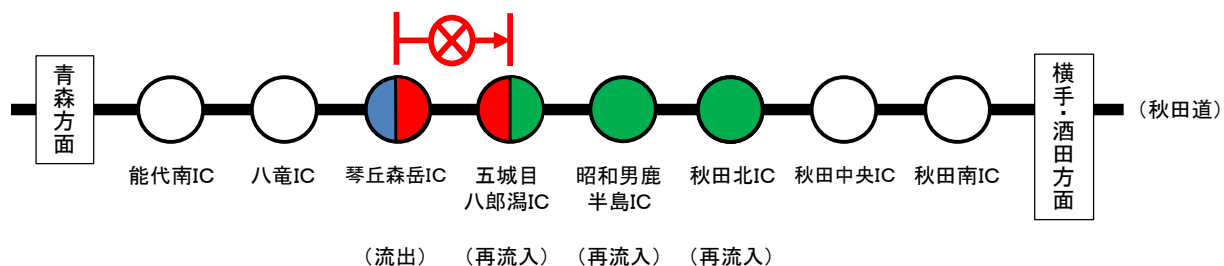 青森方面
横手・酒田方面
（秋田道）
能代南IC
八竜IC
琴丘森岳IC
五城目
八郎潟IC
昭和男鹿
半島IC
秋田北IC
秋田中央IC
秋田南IC
（流出）
（再流入）
（再流入）
（再流入）